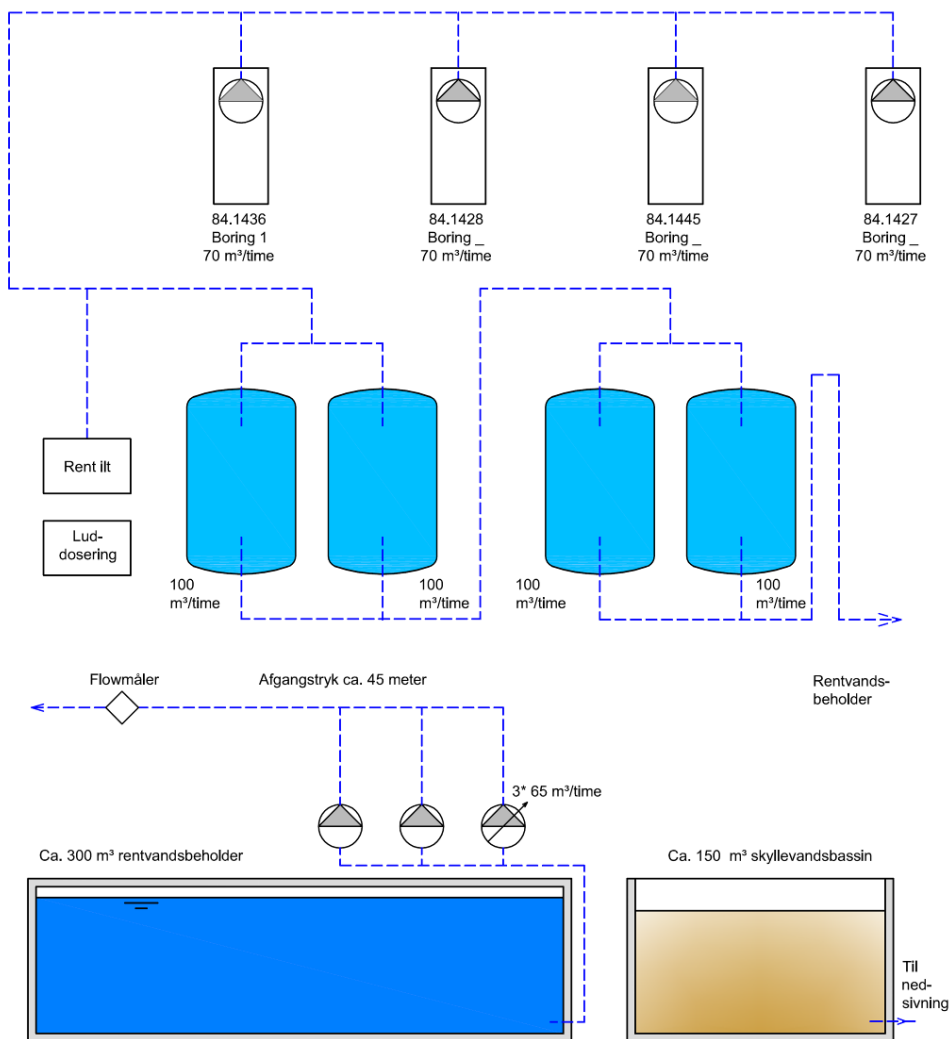 84.1436
Boring 1
70 m³/time
84.1428
Boring _
70 m³/time
84.1445
Boring _
70 m³/time
84.1427
Boring _
70 m³/time
Rent ilt
Lud-
dosering
100
m³/time
100
m³/time
100
m³/time
100
m³/time
Flowmåler
Afgangstryk ca. 45 meter
Rentvands-
beholder
3* 65 m³/time
Ca. 300 m³ rentvandsbeholder
Ca. 150 m³ skyllevandsbassin
Til
ned-
sivning